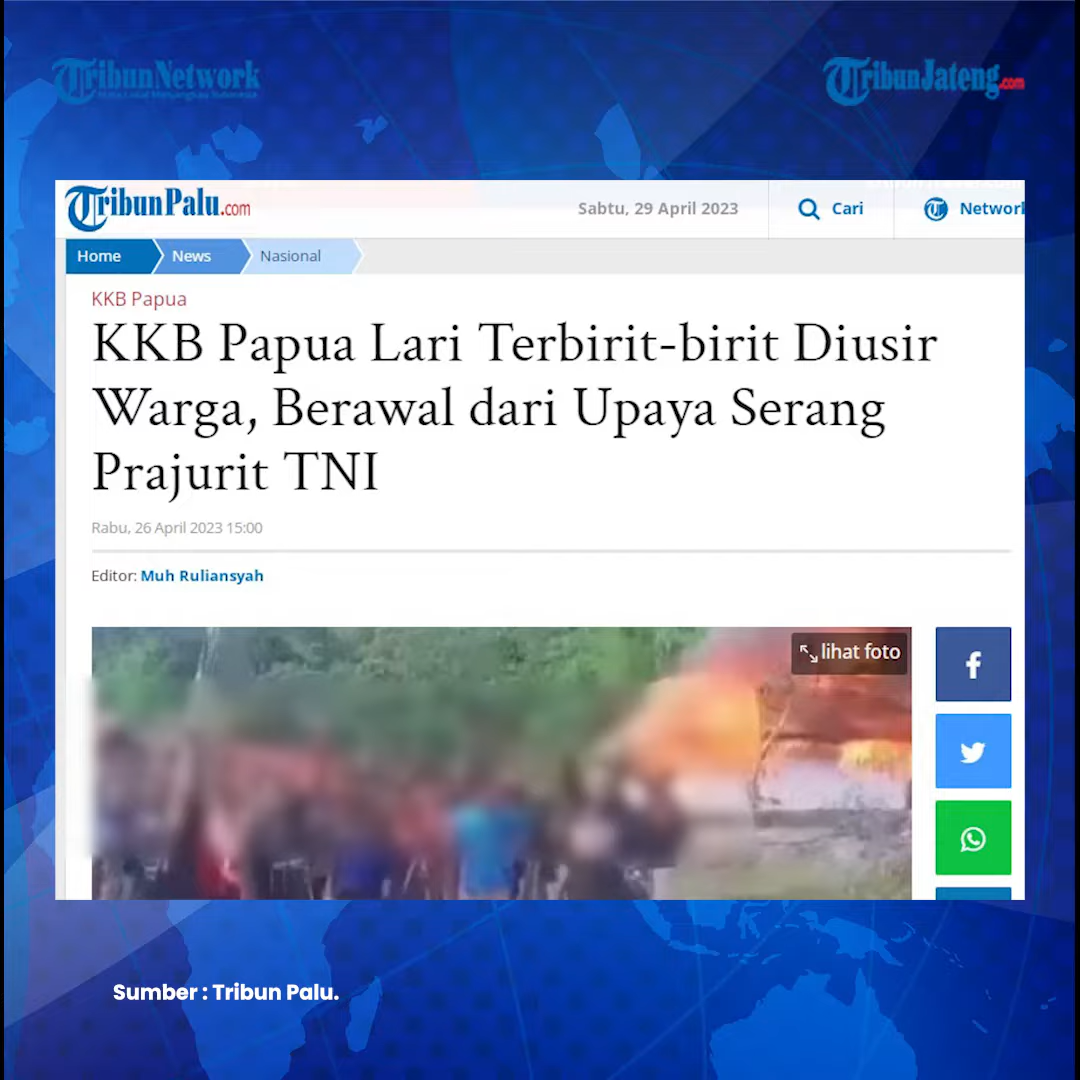 TribunNetwork
TribunJateng.com
TribunPalu.com
Sabtu, 29 April 2023
Cari
Network
Home
News
Nasional
KKB Papua
KKB Papua Lari Terbirit-birit Diusir
Warga, Berawal dari Upaya Serang
Prajurit TNI
Rabu, 26 April 2023 15:00
Editor: Muh Ruliansyah
lihat foto
Sumber : Tribun Palu.